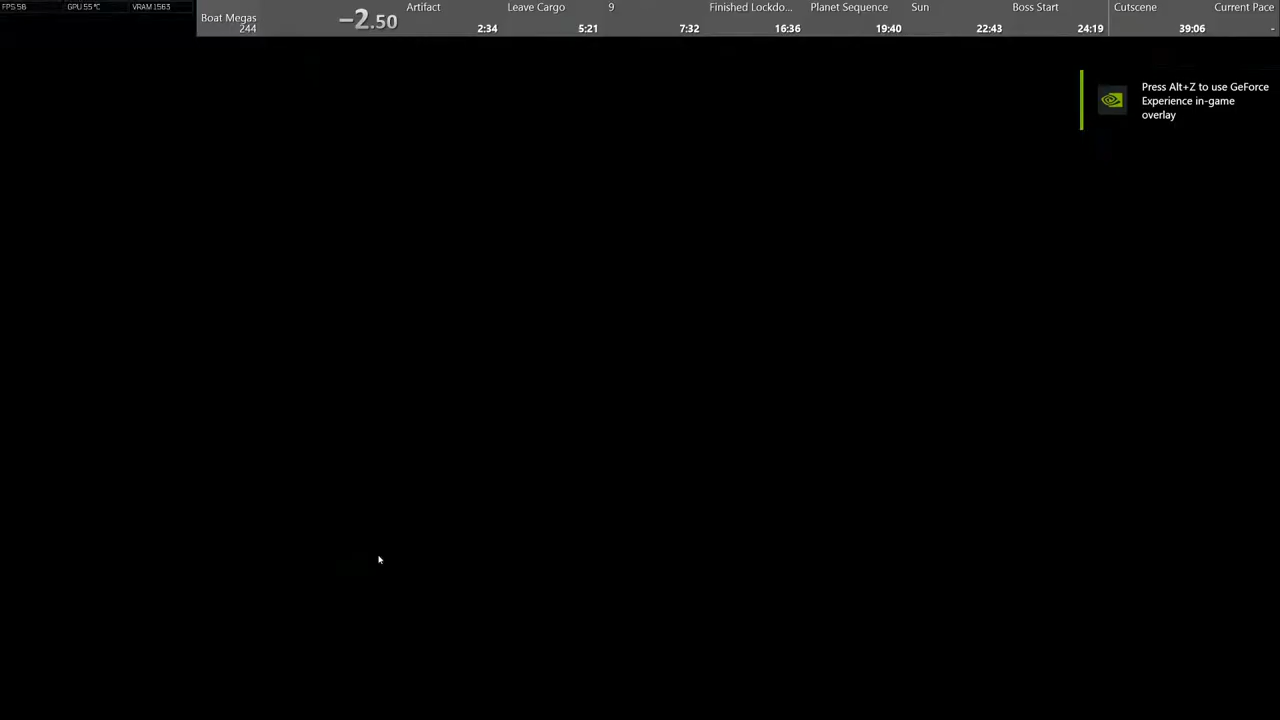 FPS 56 GPU 55 °C VRAM 1563
Boat Megas
244
−2.50
Artifact Leave Cargo 9 Finished Lockdo... Planet Sequence Sun Boss Start Cutscene Current Pace
2:34 5:21 7:32 16:36 19:40 22:43 24:19 39:06 -
Press Alt+Z to use GeForce
Experience in-game
overlay